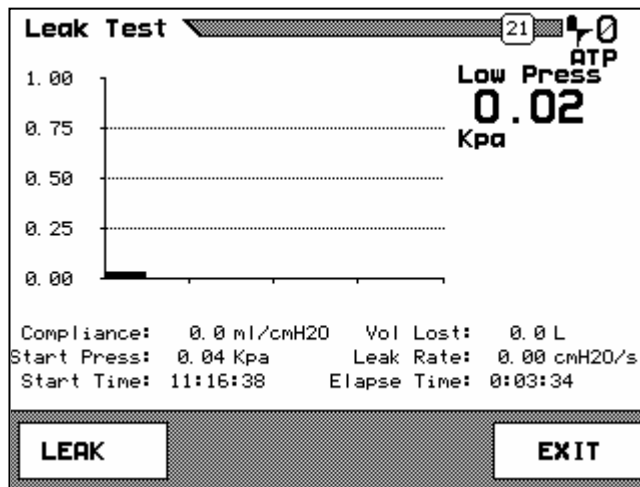 Leak Test 21 0
ATP
Low Press
0.02
Kpa
1.00
0.75
0.50
0.25
0.00
Compliance: 0.0 ml/cmH2O Vol Lost: 0.0 L
Start Press: 0.04 Kpa Leak Rate: 0.00 cmH2O/s
Start Time: 11:16:38 Elapse Time: 0:03:34
LEAK EXIT